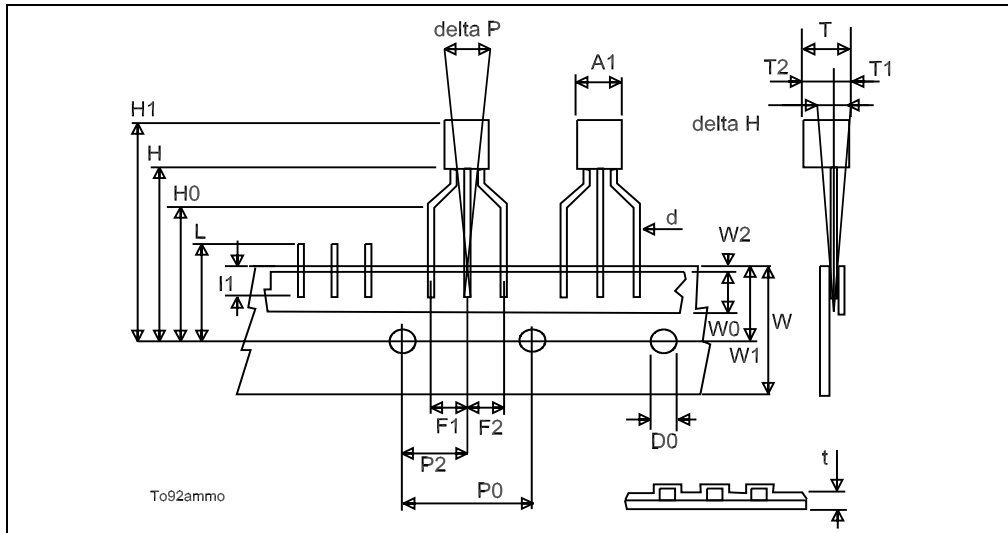 delta P
T
A1
T2
T1
H1
delta H
H
H0
d
L
W2
I1
W
W0
W1
F1
F2
D0
P2
t
P0
To92ammo